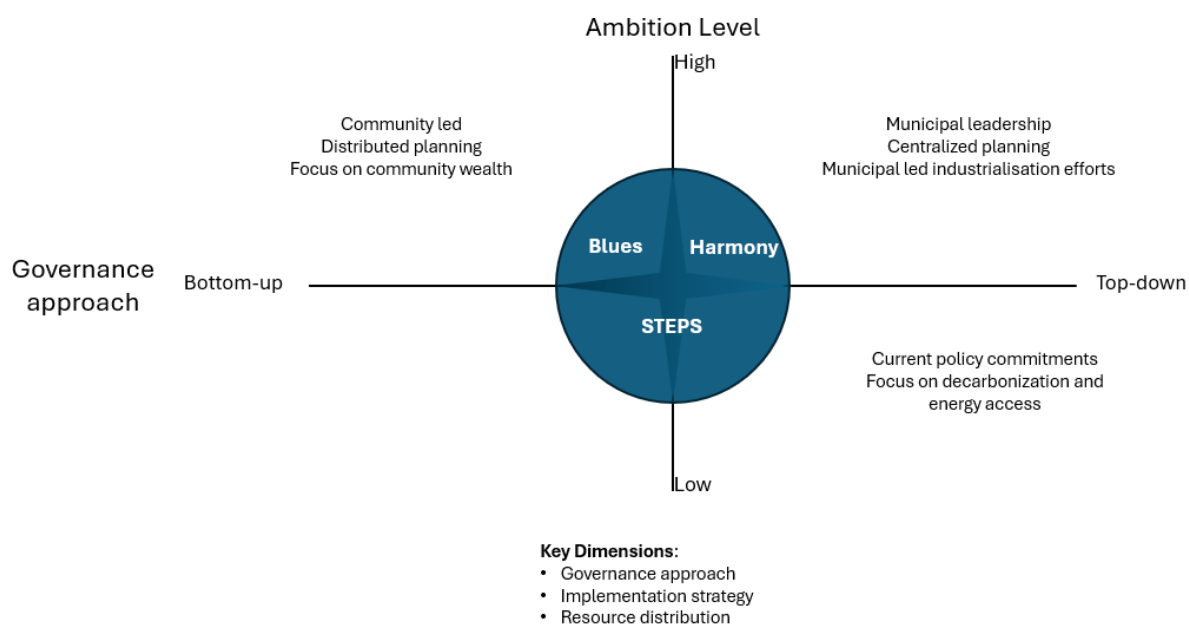 Ambition Level
High
Community led
Distributed planning
Focus on community wealth
Municipal leadership
Centralized planning
Municipal led industrialisation efforts
Blues
Harmony
Governance
approach
Bottom-up
Top-down
STEPS
Current policy commitments
Focus on decarbonization and
energy access
Low
Key Dimensions:
• Governance approach
• Implementation strategy
• Resource distribution